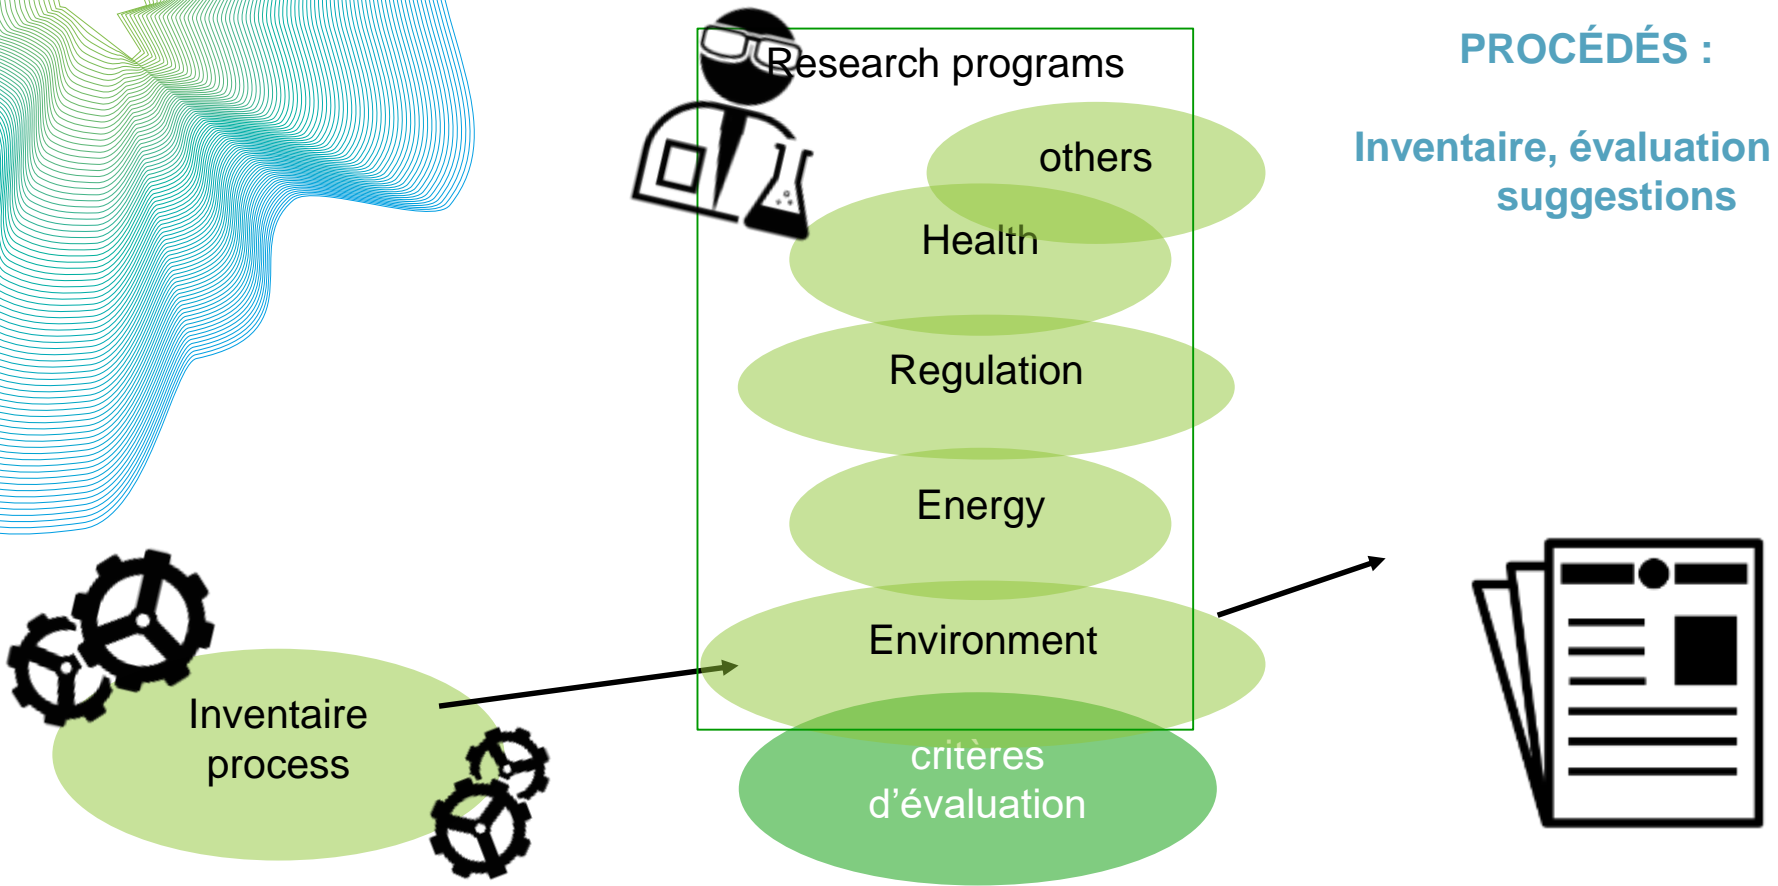 PROCÉDÉS :
Inventaire, évaluation
suggestions
Research programs
others
Health
Regulation
Energy
Environment
critères
d’évaluation
Inventaire
process